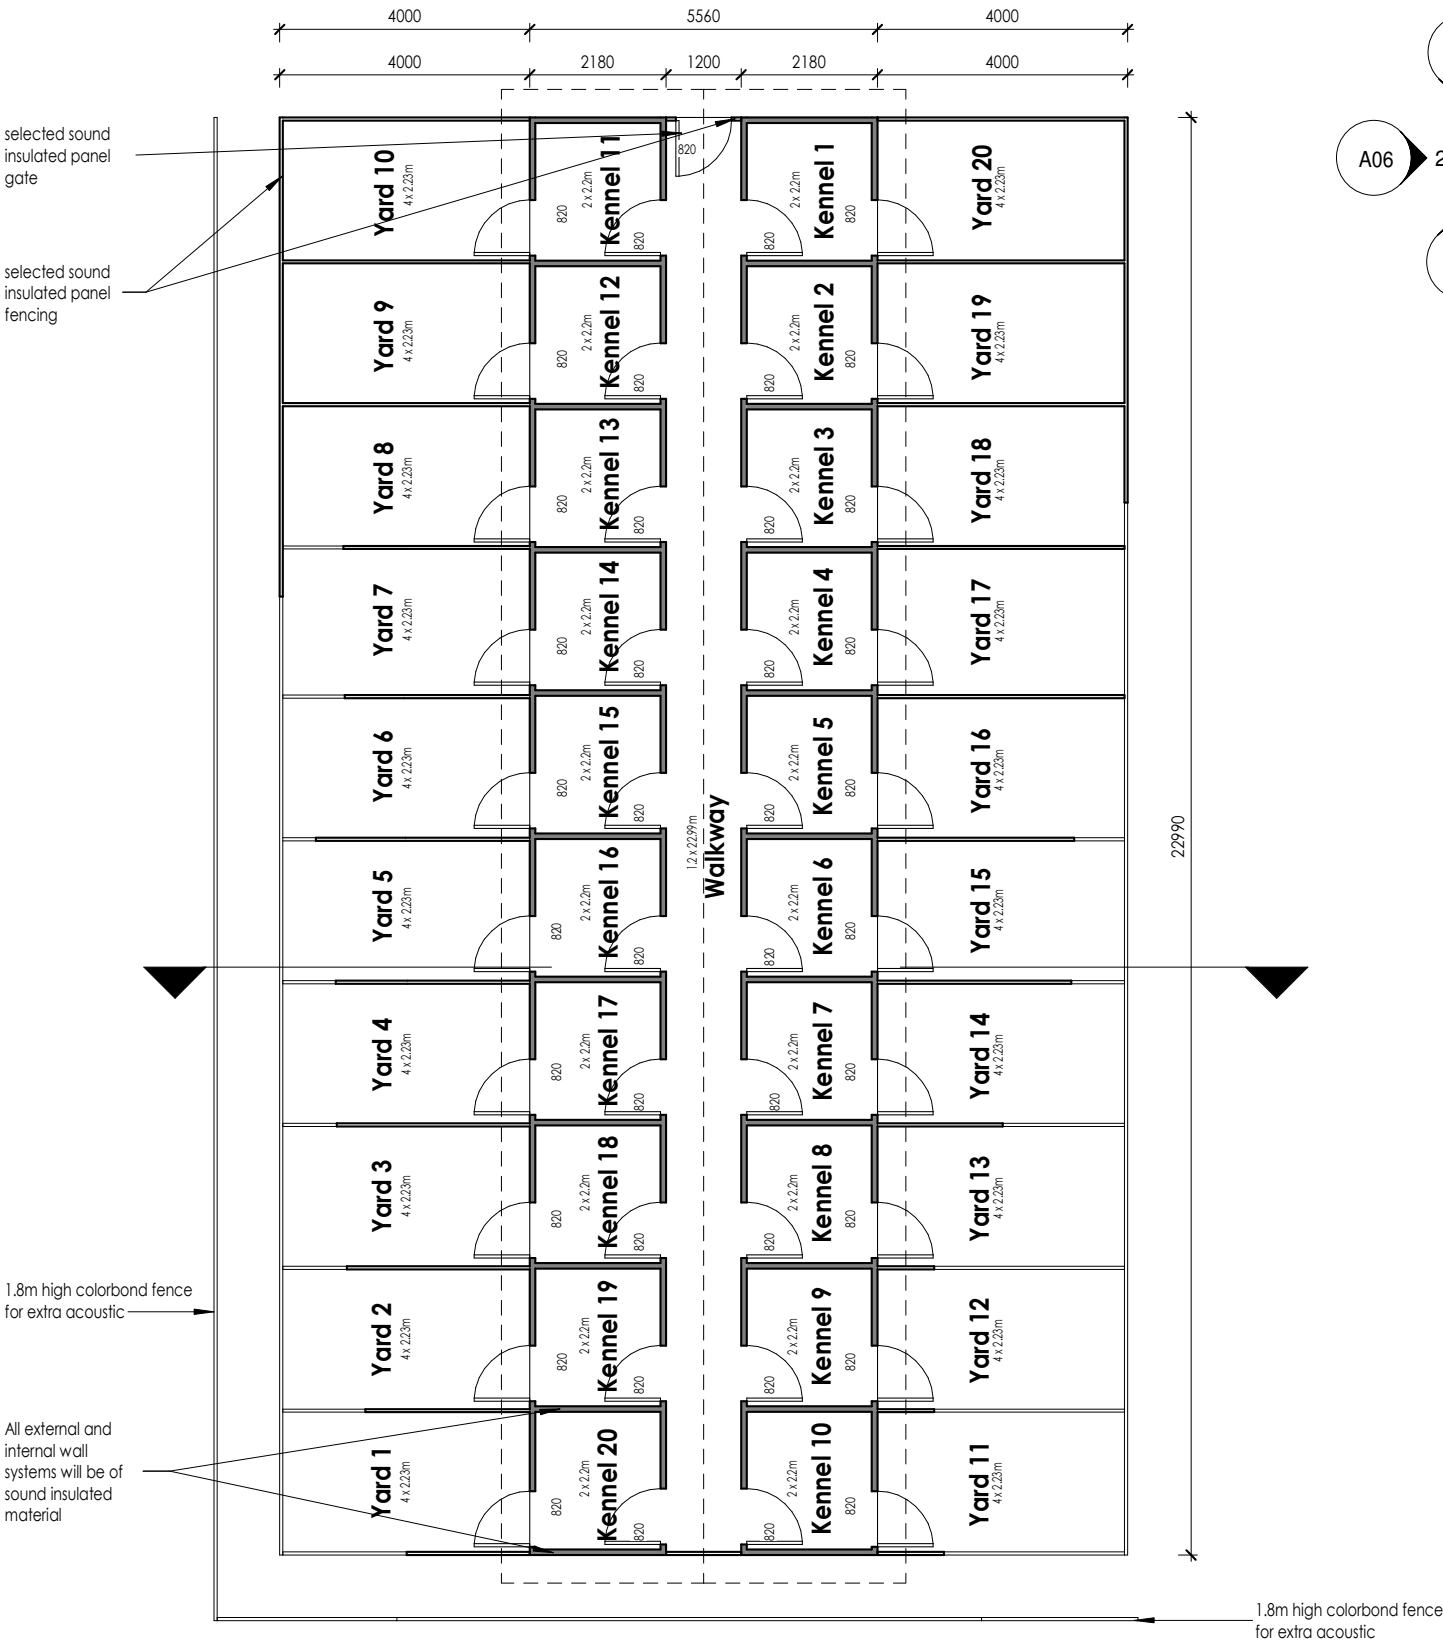 4000
5560
4000
4000
2180
1200
2180
4000
selected sound
insulated panel
gate
selected sound
insulated panel
fencing
A06
2
820
Yard 10
4 x 2.23m
820
2 x 2.2m
Kennel 11
820
820
2 x 2.2m
Kennel 1
820
Yard 20
4 x 2.23m
Yard 9
4 x 2.23m
820
2 x 2.2m
Kennel 12
820
820
2 x 2.2m
Kennel 2
820
Yard 19
4 x 2.23m
Yard 8
4 x 2.23m
820
2 x 2.2m
Kennel 13
820
820
2 x 2.2m
Kennel 3
820
Yard 18
4 x 2.23m
Yard 7
4 x 2.23m
820
2 x 2.2m
Kennel 14
820
820
2 x 2.2m
Kennel 4
820
Yard 17
4 x 2.23m
Yard 6
4 x 2.23m
820
2 x 2.2m
Kennel 15
820
820
2 x 2.2m
Kennel 5
820
Yard 16
4 x 2.23m
1.2 x 22.99m
Walkway
22990
Yard 5
4 x 2.23m
820
2 x 2.2m
Kennel 16
820
820
2 x 2.2m
Kennel 6
820
Yard 15
4 x 2.23m
Yard 4
4 x 2.23m
820
2 x 2.2m
Kennel 17
820
820
2 x 2.2m
Kennel 7
820
Yard 14
4 x 2.23m
Yard 3
4 x 2.23m
820
2 x 2.2m
Kennel 18
820
820
2 x 2.2m
Kennel 8
820
Yard 13
4 x 2.23m
1.8m high colorbond fence
for extra acoustic
Yard 2
4 x 2.23m
820
2 x 2.2m
Kennel 19
820
820
2 x 2.2m
Kennel 9
820
Yard 12
4 x 2.23m
All external and
internal wall
systems will be of
sound insulated
material
Yard 1
4 x 2.23m
820
2 x 2.2m
Kennel 20
820
820
2 x 2.2m
Kennel 10
820
Yard 11
4 x 2.23m
1.8m high colorbond fence
for extra acoustic